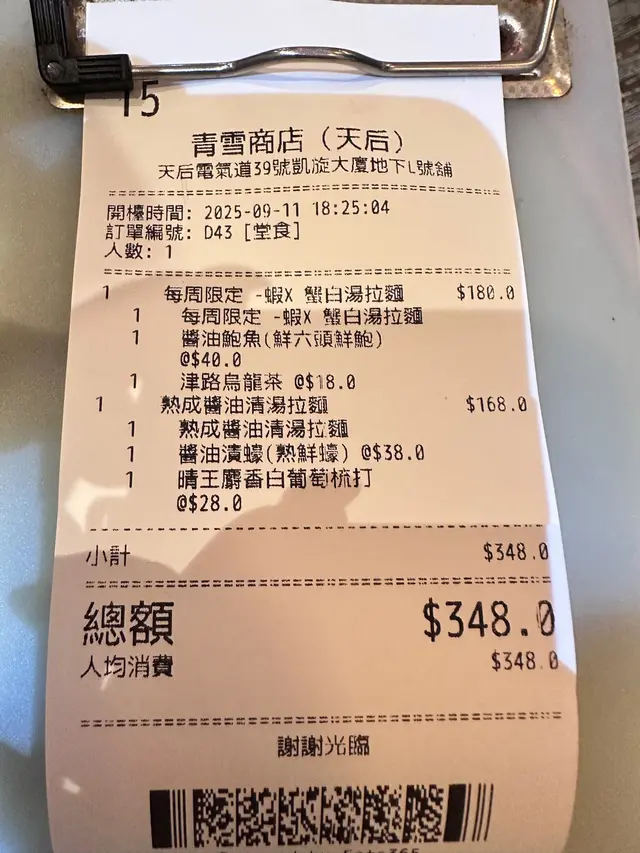 15
青雪商店（天后）
天后電氣道39號凱旋大廈地下L號舖
開檯時間: 2025-09-11 18:25:04
訂單編號: D43 [堂食]
人數: 1
1 每周限定 -蝦X 蟹白湯拉麵 $180.0
1 每周限定 -蝦X 蟹白湯拉麵
1 醬油鮑魚(鮮六頭鮮鮑)
@$40.0
1 津路烏龍茶 @$18.0
1 熟成醬油清湯拉麵 $168.0
1 熟成醬油清湯拉麵
1 醬油漬蠔(熟鮮蠔) @$38.0
1 晴王麝香白葡萄梳打
@$28.0
小計 $348.0
總額 $348.0
人均消費 $348.0
謝謝光臨